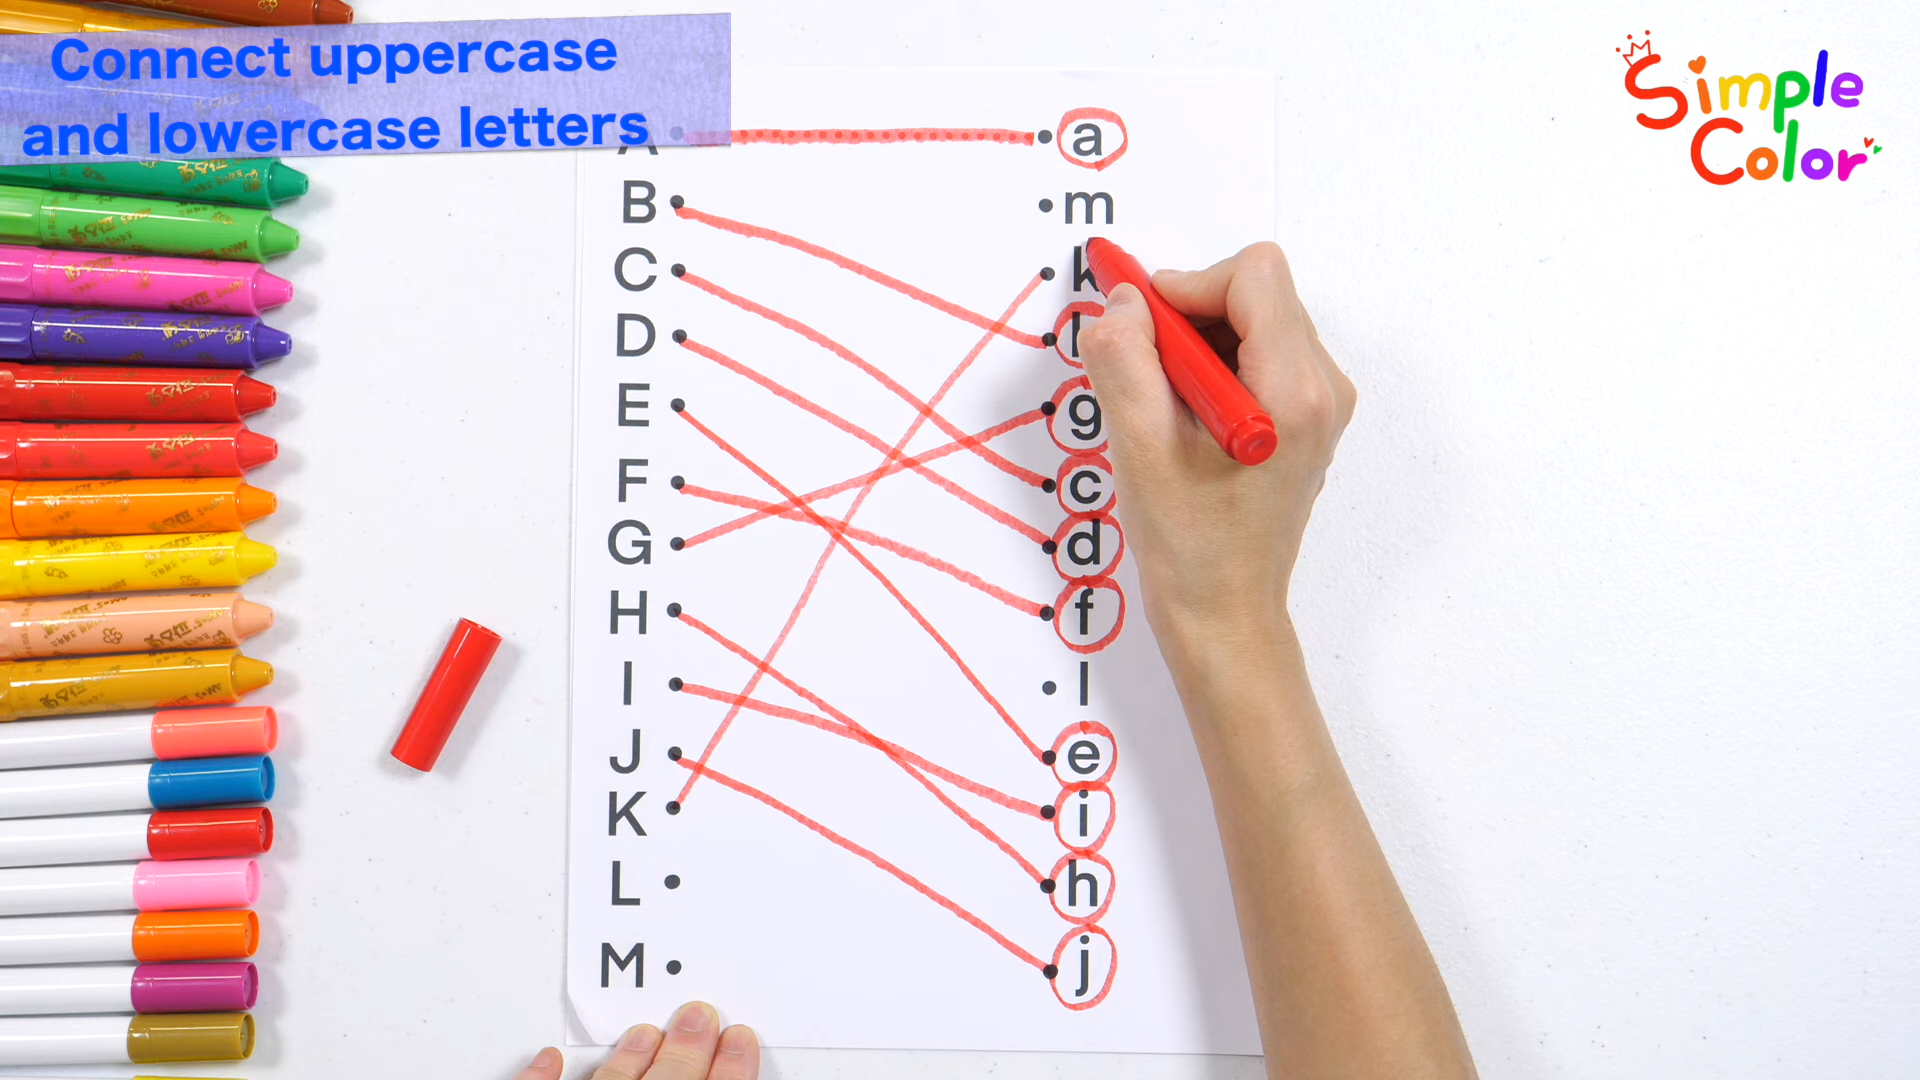 Connect uppercase
and lowercase letters
Simple
Color
A a
B m
C k
D
E g
F c
G d
H f
I l
J e
K i
L h
M j